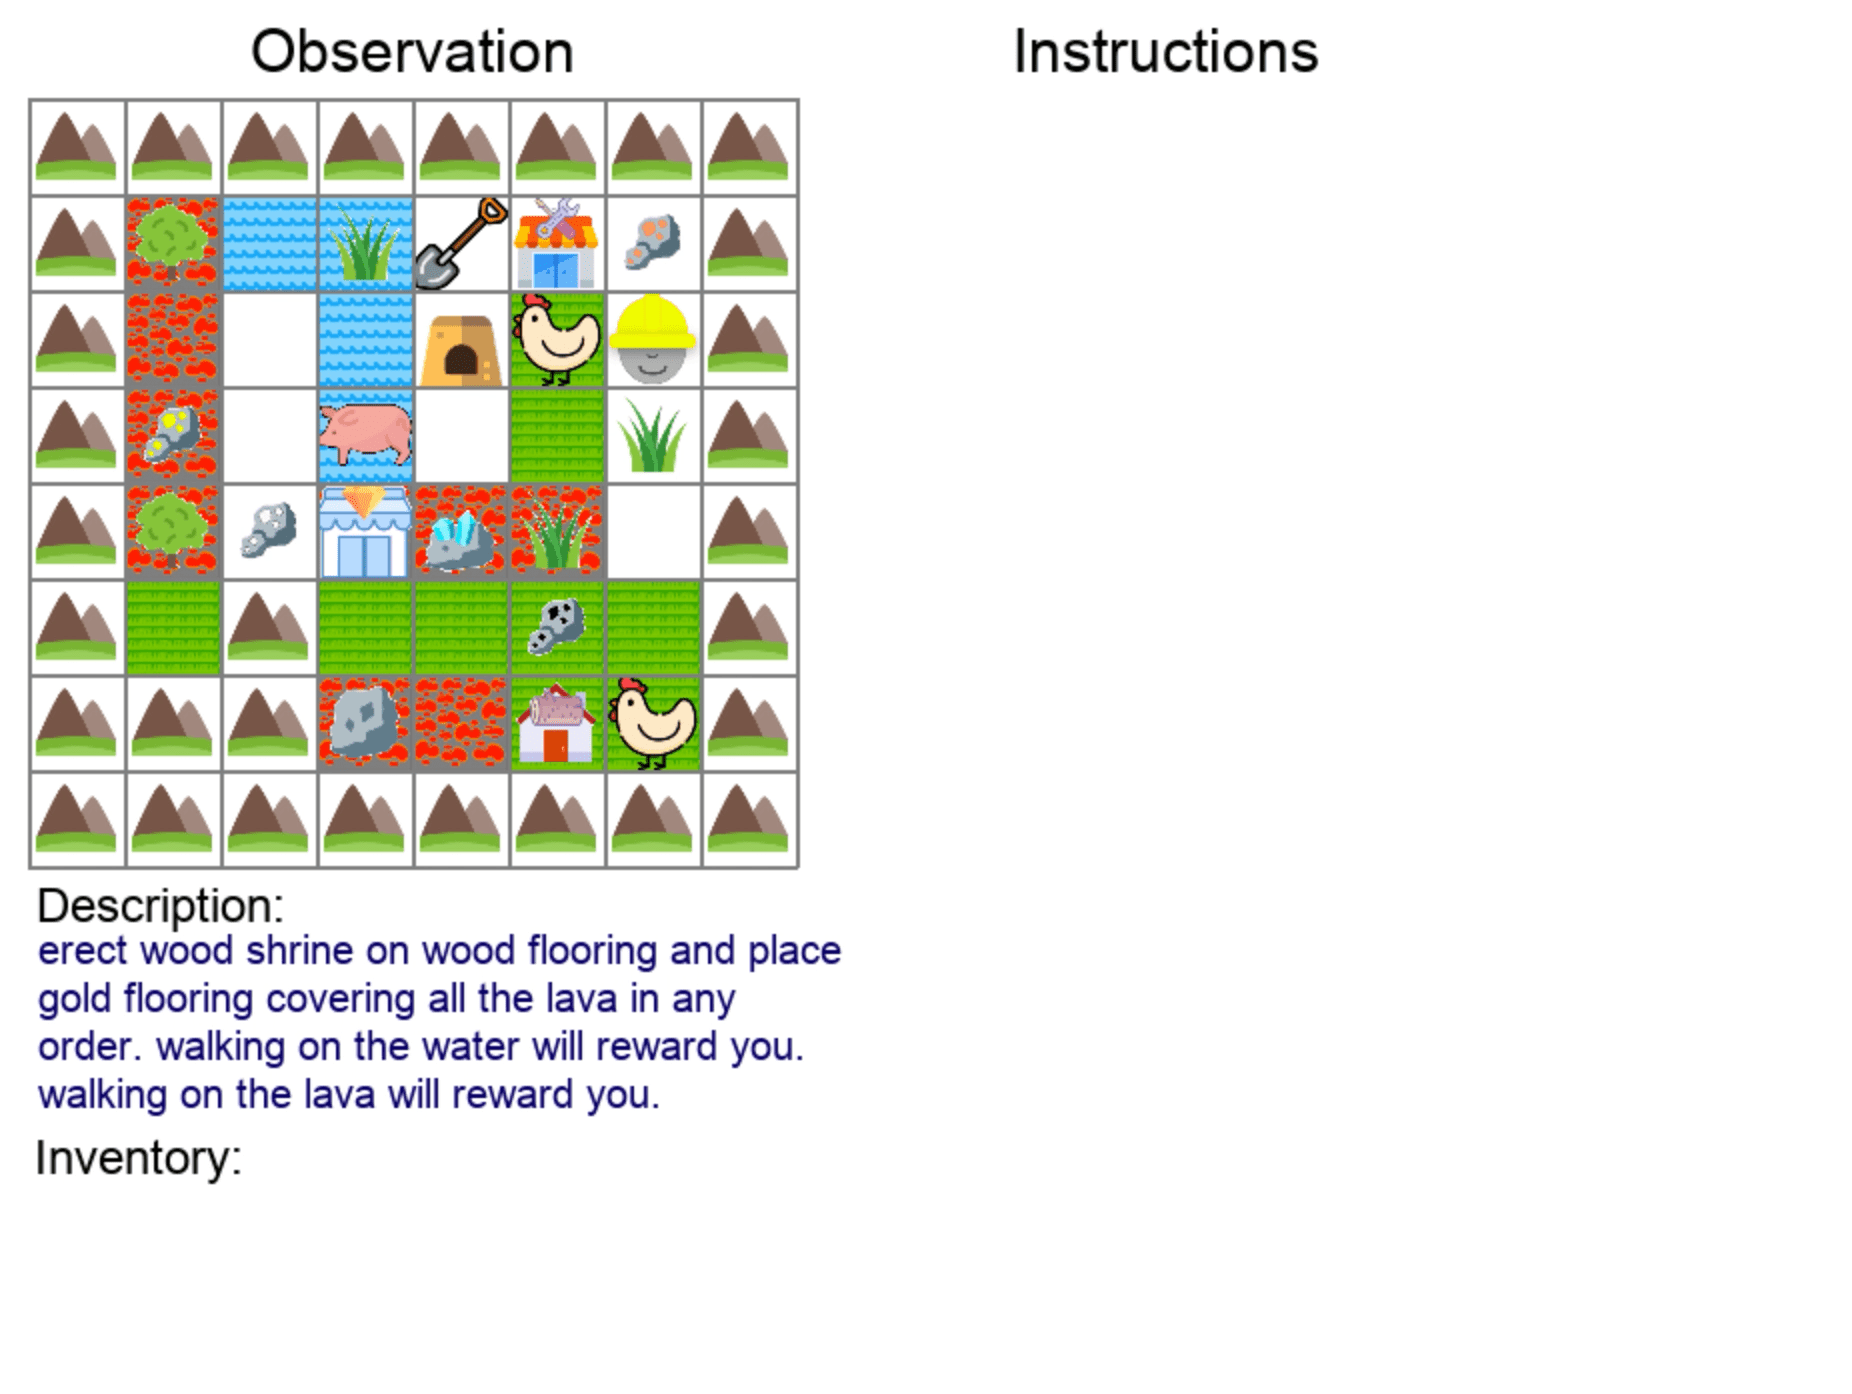 Observation
Instructions
Description:
erect wood shrine on wood flooring and place
gold flooring covering all the lava in any
order. walking on the water will reward you.
walking on the lava will reward you.
Inventory: